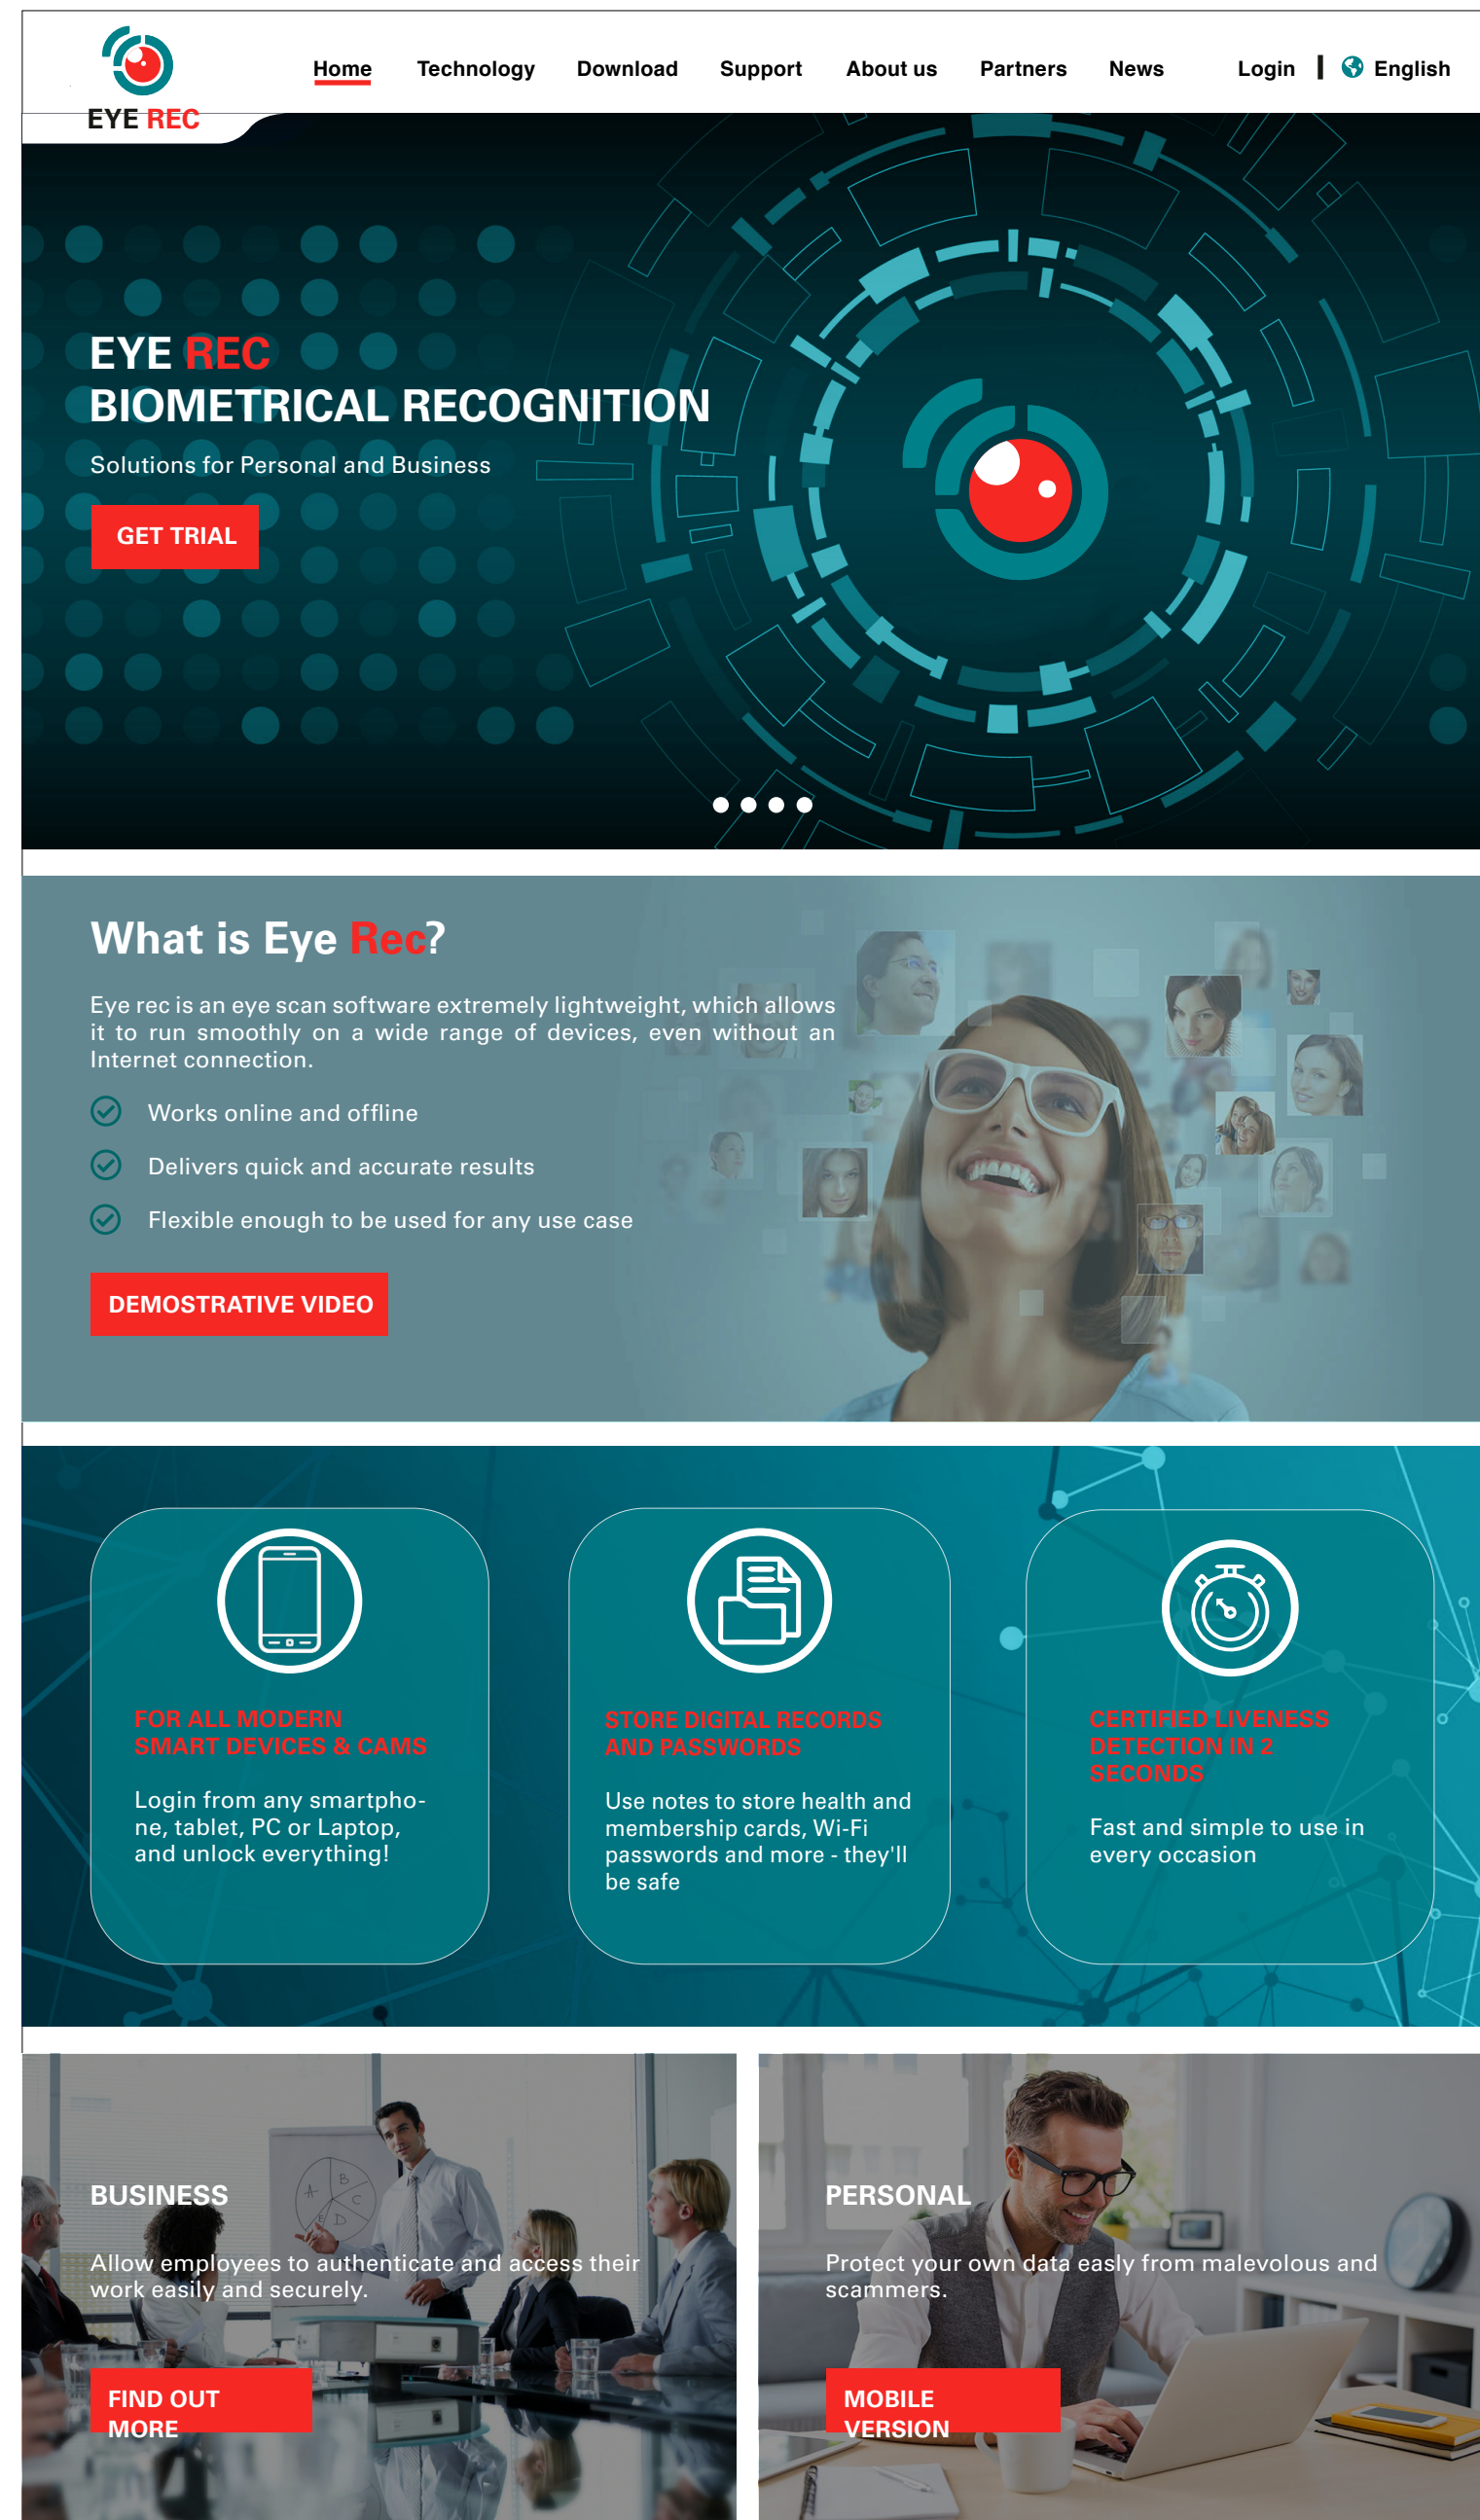 EYE REC
Home Technology Download Support About us Partners News Login English
EYE REC
BIOMETRICAL RECOGNITION
Solutions for Personal and Business
GET TRIAL
What is Eye Rec?
Eye rec is an eye scan software extremely lightweight, which allows
it to run smoothly on a wide range of devices, even without an
Internet connection.
Works online and offline
Delivers quick and accurate results
Flexible enough to be used for any use case
DEMOSTRATIVE VIDEO
FOR ALL MODERN
SMART DEVICES & CAMS
Login from any smartpho-
ne, tablet, PC or Laptop,
and unlock everything!
STORE DIGITAL RECORDS
AND PASSWORDS
Use notes to store health and
membership cards, Wi-Fi
passwords and more - they'll
be safe
CERTIFIED LIVENESS
DETECTION IN 2
SECONDS
Fast and simple to use in
every occasion
BUSINESS
A B C D E
Allow employees to authenticate and access their
work easily and securely.
FIND OUT
MORE
PERSONAL
Protect your own data easly from malevolous and
scammers.
MOBILE
VERSION